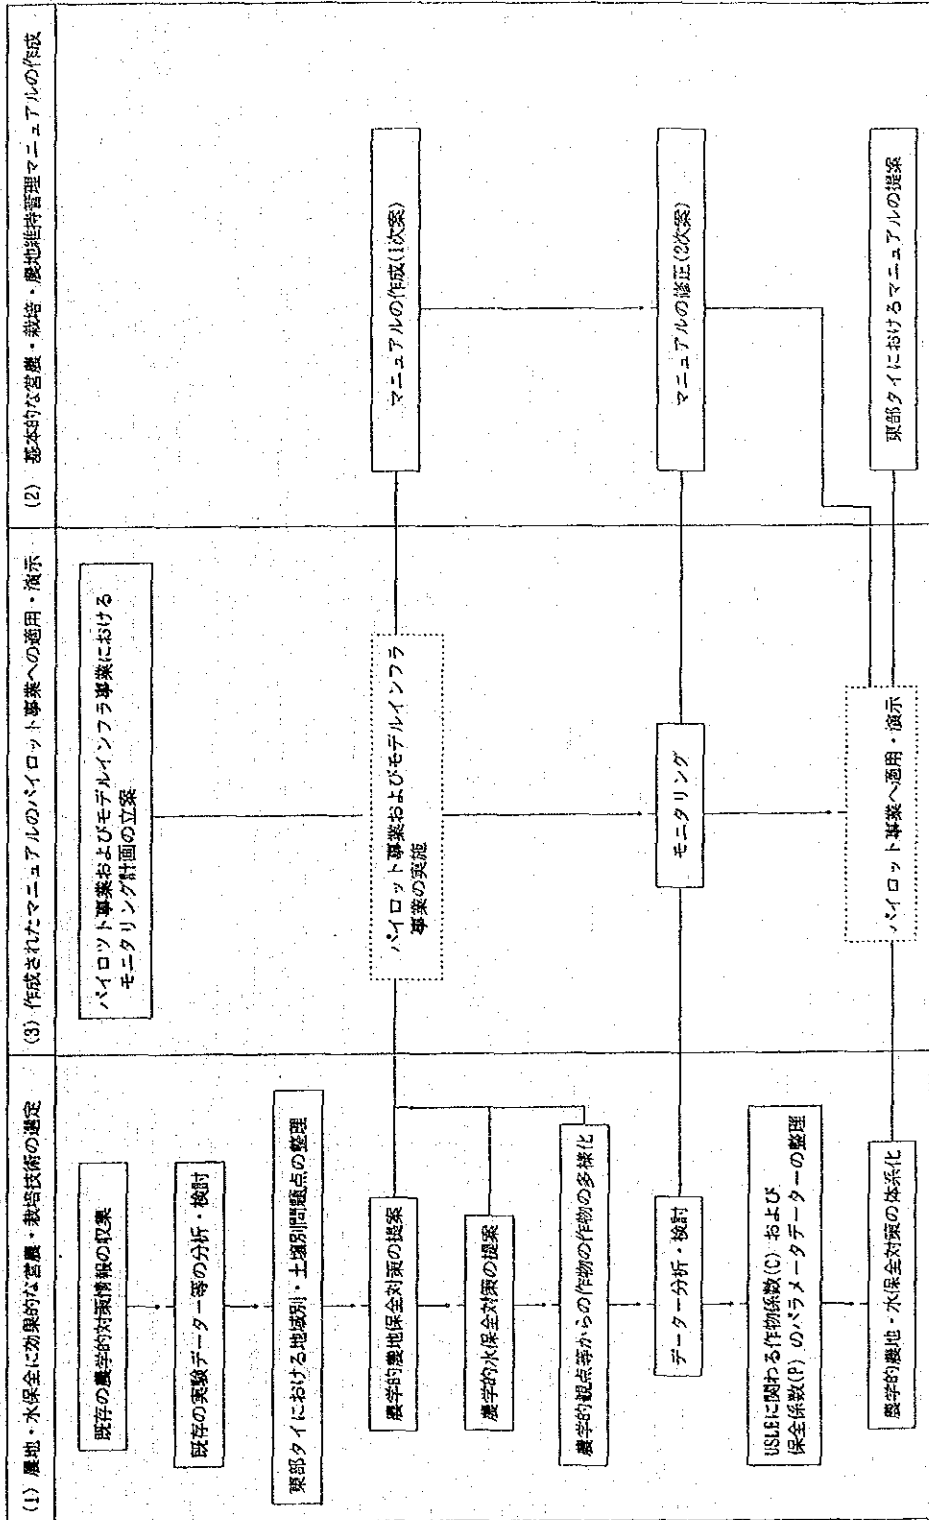 (1) 農地・水保全に効果的な営農・栽培技術の選定
既存の農学的対策情報の収集
既存の実験データー等の分析・検討
東部タイにおける地域別・土壌別問題点の整理
農学的農地保全対策の提案
農学的水保全対策の提案
農学的観点等からの作物の多様化
データー分析・検討
USLEに関わる作物係数(C) および
保全係数(P) のパラメータデーターの整理
農学的農地・水保全対策の体系化
(3) 作成されたマニュアルのパイロット事業への適用・演示
パイロット事業およびモデルインフラ事業における
モニタリング計画の立案
パイロット事業およびモデルインフラ
事業の実施
モニタリング
パイロット事業へ適用・演示
(2) 基本的な営農・栽培・農地維持管理マニュアルの作成
マニュアルの作成(1次案)
マニュアルの修正(2次案)
東部タイにおけるマニュアルの提案